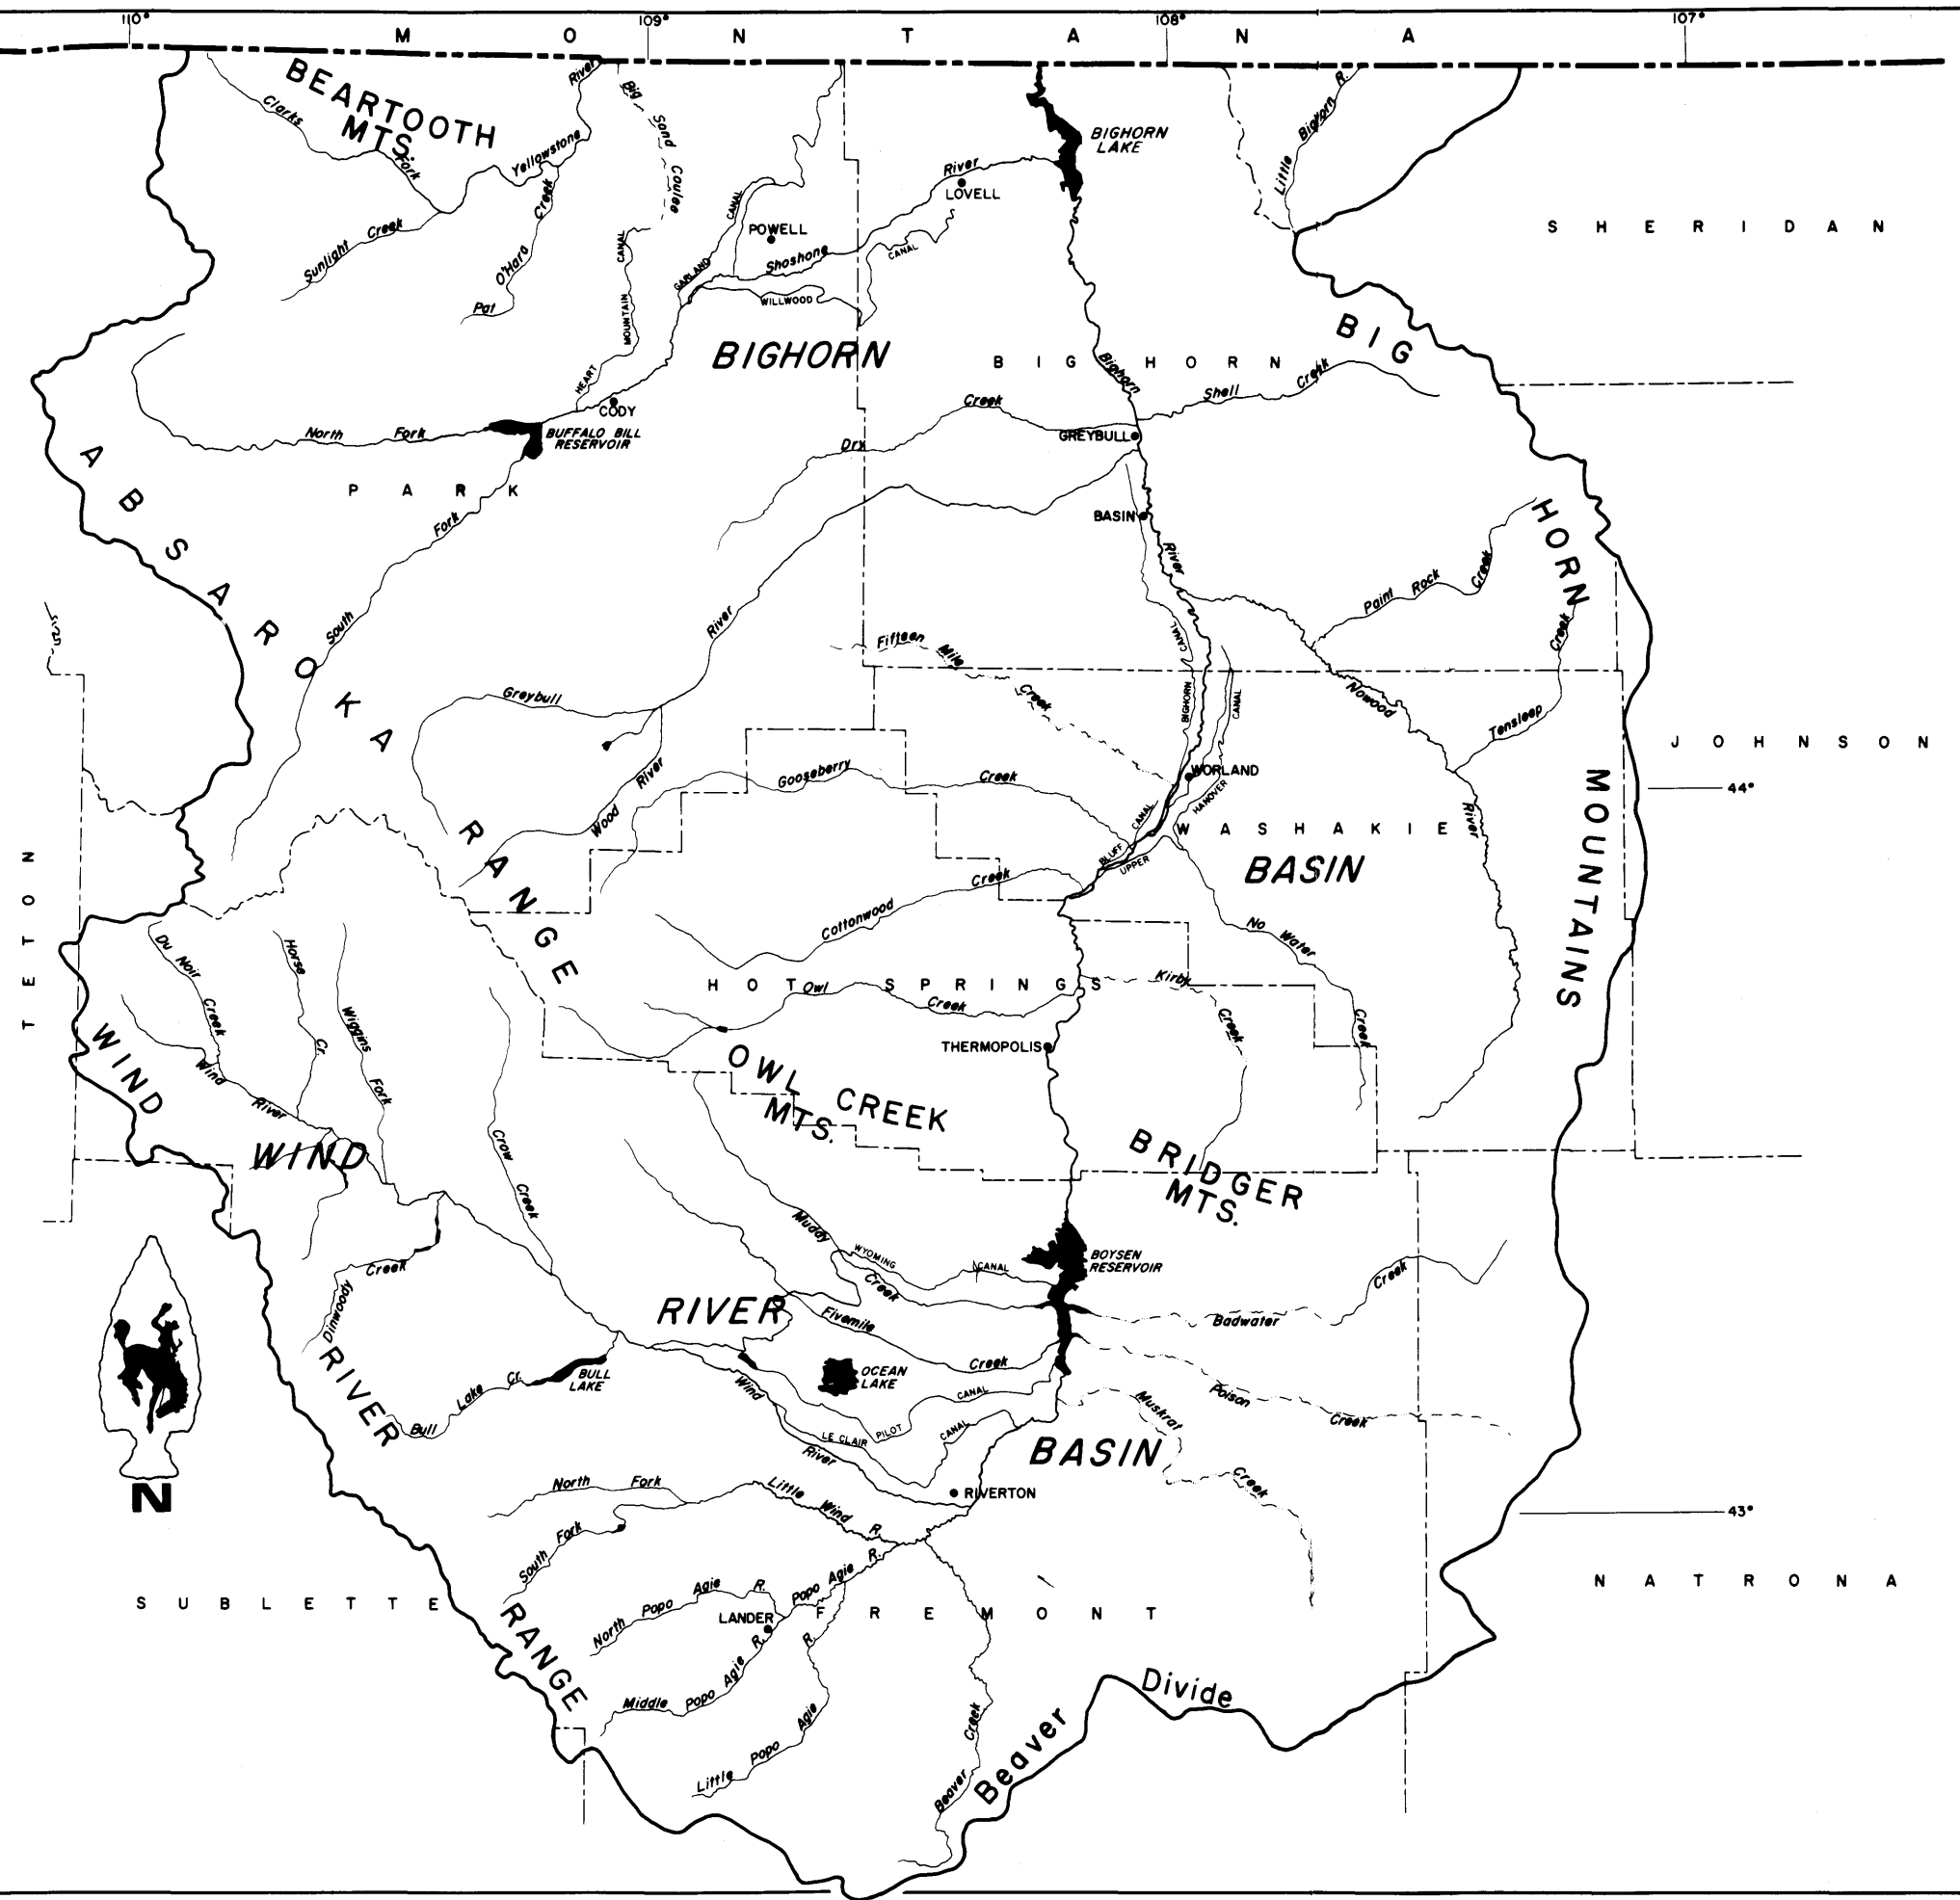 110° 109° 108° 107°
M O N T A N A
BEARTOOTH
MTS.
Clarks Fork
Yellowstone River
Big Sand Coulee
BIGHORN
LAKE
Little Bighorn R.
Sunlight Creek
Pat O'Hara Creek
HEART MOUNTAIN CANAL
GARLAND CANAL
POWELL
Shoshone River
LOVELL
WILLWOOD CANAL
S H E R I D A N
BIGHORN
B I G H O R N
BIG
Bighorn
Shell Creek
CODY
North Fork
BUFFALO BILL
RESERVOIR
Dry Creek
GREYBULL
P A R K
South Fork
BASIN
River
HORN
ABSAROKA
Paint Rock Creek
River
Fifteen Mile Creek
CANAL
BIGHORN
CANAL
Nowood
Tensleep Creek
Greybull
J O H N S O N
Wood River
Gooseberry Creek
WORLAND
HANOVER
44°
MOUNTAINS
CANAL
BLUFF
UPPER
W A S H A K I E
River
BASIN
RANGE
T E T O N
Cottonwood Creek
No Water Creek
Du Noir Creek
Horse Cr.
Wiggins Fork
H O T S P R I N G S
Owl Creek
Kirby Creek
THERMOPOLIS
WIND
Wind River
OWL CREEK
MTS.
WIND
Crow Creek
BRIDGER
MTS.
Muddy Creek
WYOMING CANAL
BOYSEN
RESERVOIR
Dinwoody Creek
Creek
Badwater
RIVER
Fivemile Creek
RIVER
BULL
LAKE
OCEAN
LAKE
Bull Lake Cr.
Wind River
LE CLAIR CANAL
PILOT CANAL
Poison Creek
Muskrat Creek
BASIN
N
North Fork
Little Wind R.
RIVERTON
43°
South Fork
Popo Agie R.
North Popo Agie R.
LANDER
S U B L E T T E
F R E M O N T
N A T R O N A
RANGE
Middle Popo Agie R.
Little Popo Agie R.
Beaver Creek
Beaver Divide